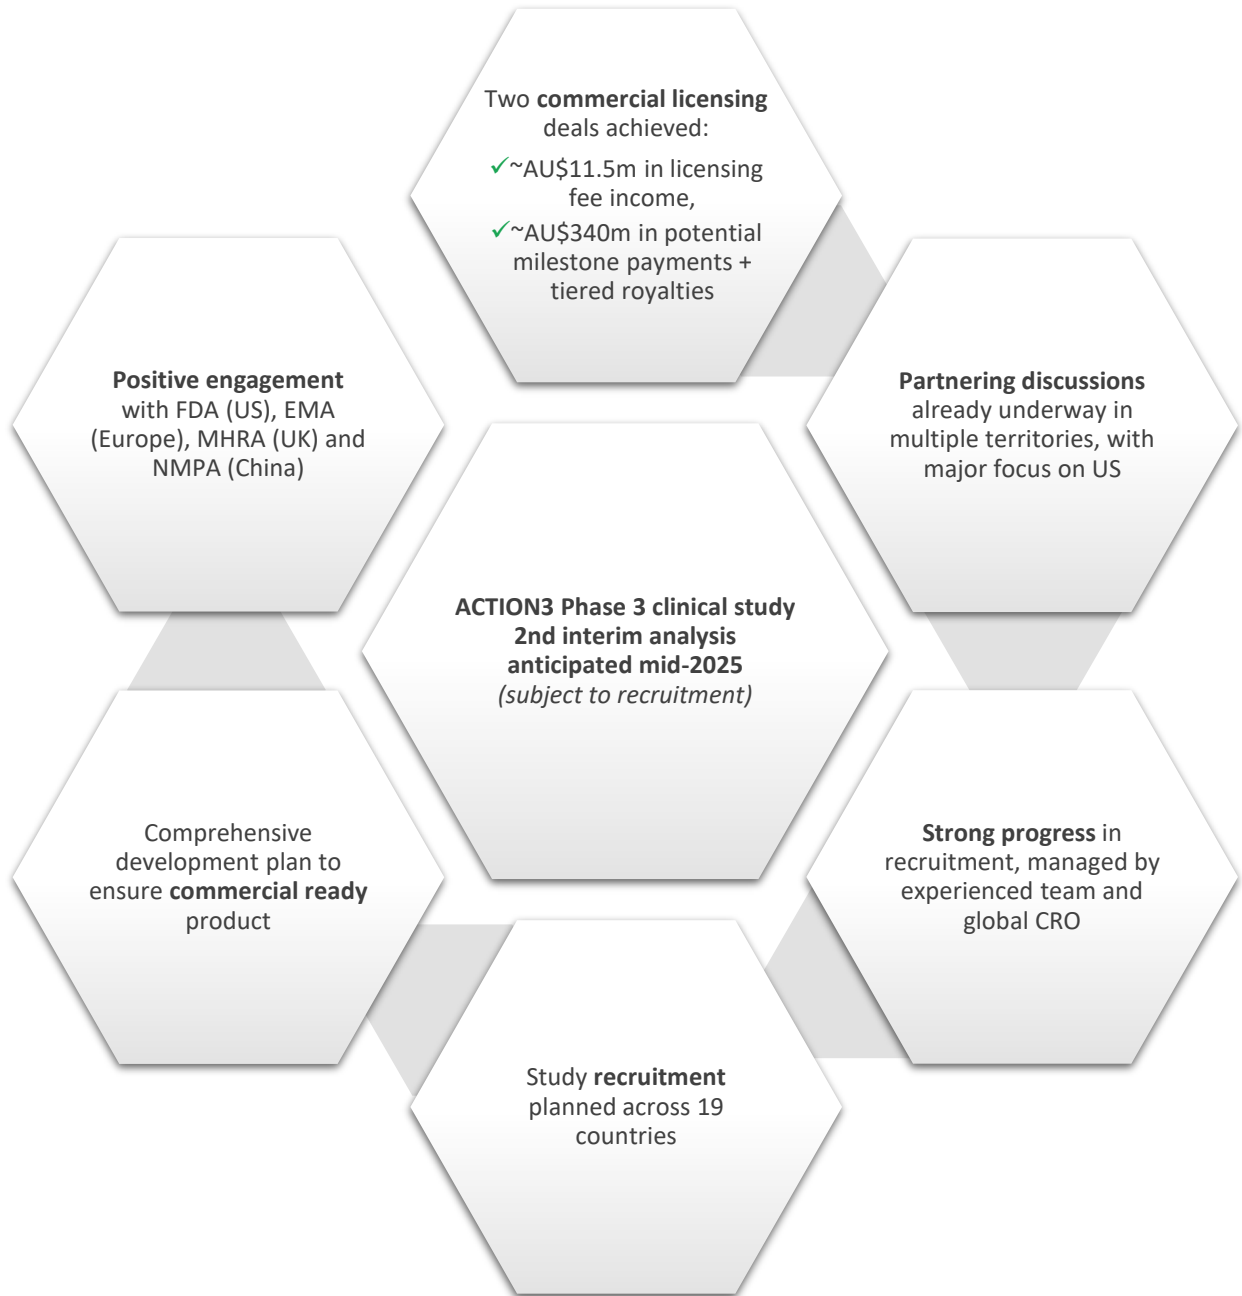 Two commercial licensing
deals achieved:
✓~AU$11.5m in licensing
fee income,
✓~AU$340m in potential
milestone payments +
tiered royalties
Positive engagement
with FDA (US), EMA
(Europe), MHRA (UK) and
NMPA (China)
Partnering discussions
already underway in
multiple territories, with
major focus on US
ACTION3 Phase 3 clinical study
2nd interim analysis
anticipated mid-2025
(subject to recruitment)
Comprehensive
development plan to
ensure commercial ready
product
Strong progress in
recruitment, managed by
experienced team and
global CRO
Study recruitment
planned across 19
countries